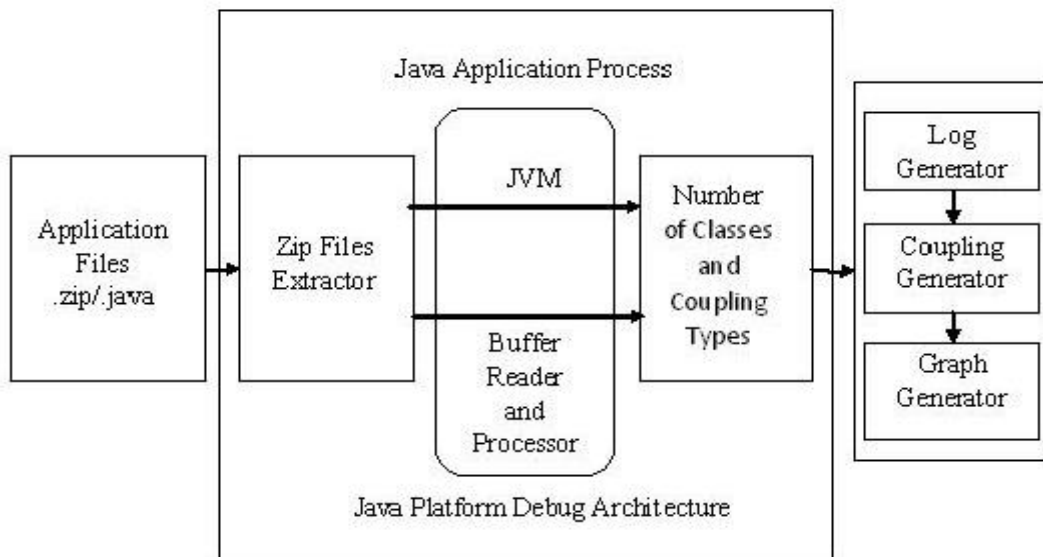 Java Application Process
Application
Files
.zip/.java
Zip Files
Extractor
JVM
Buffer
Reader
and
Processor
Number
of Classes
and
Coupling
Types
Java Platform Debug Architecture
Log
Generator
Coupling
Generator
Graph
Generator